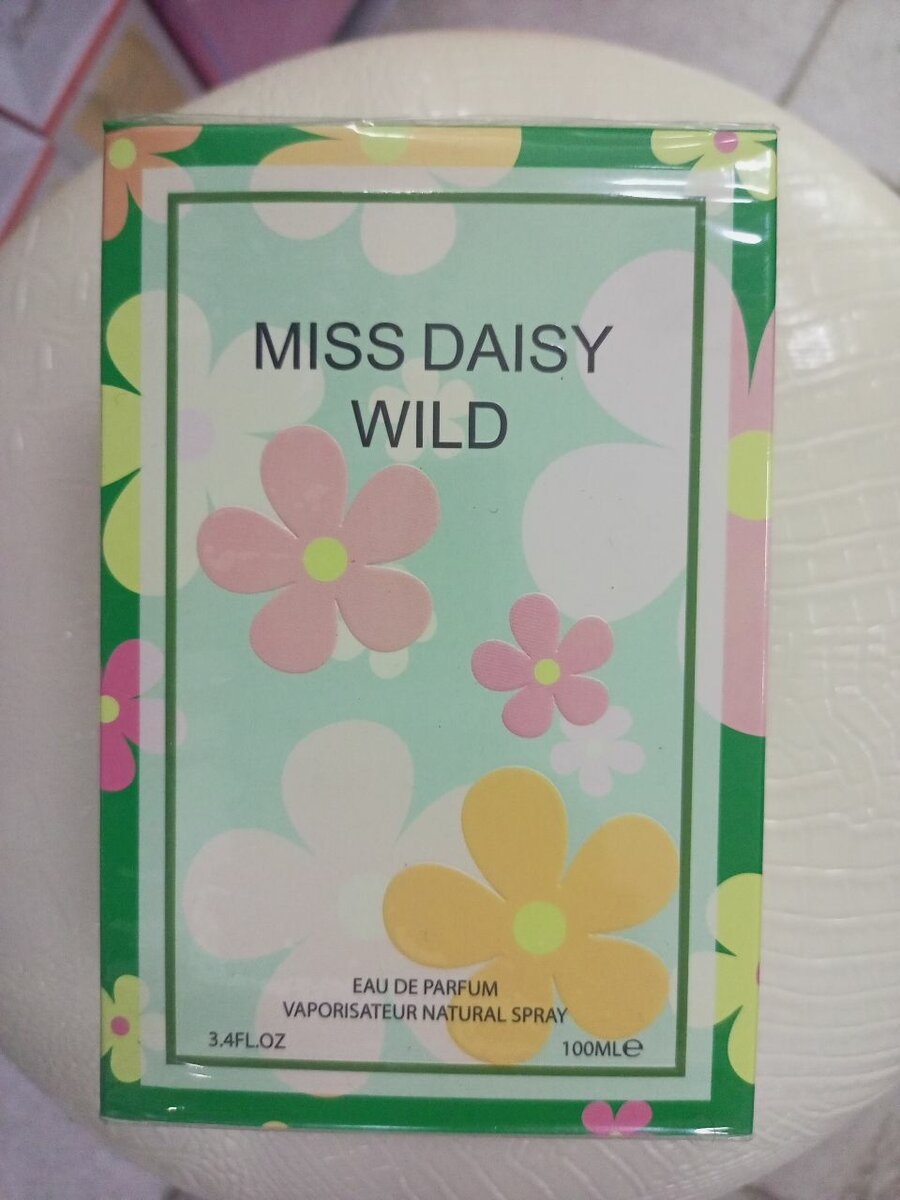 MISS DAISY
WILD
EAU DE PARFUM
VAPORISATEUR NATURAL SPRAY
3.4FL.OZ
100ML℮